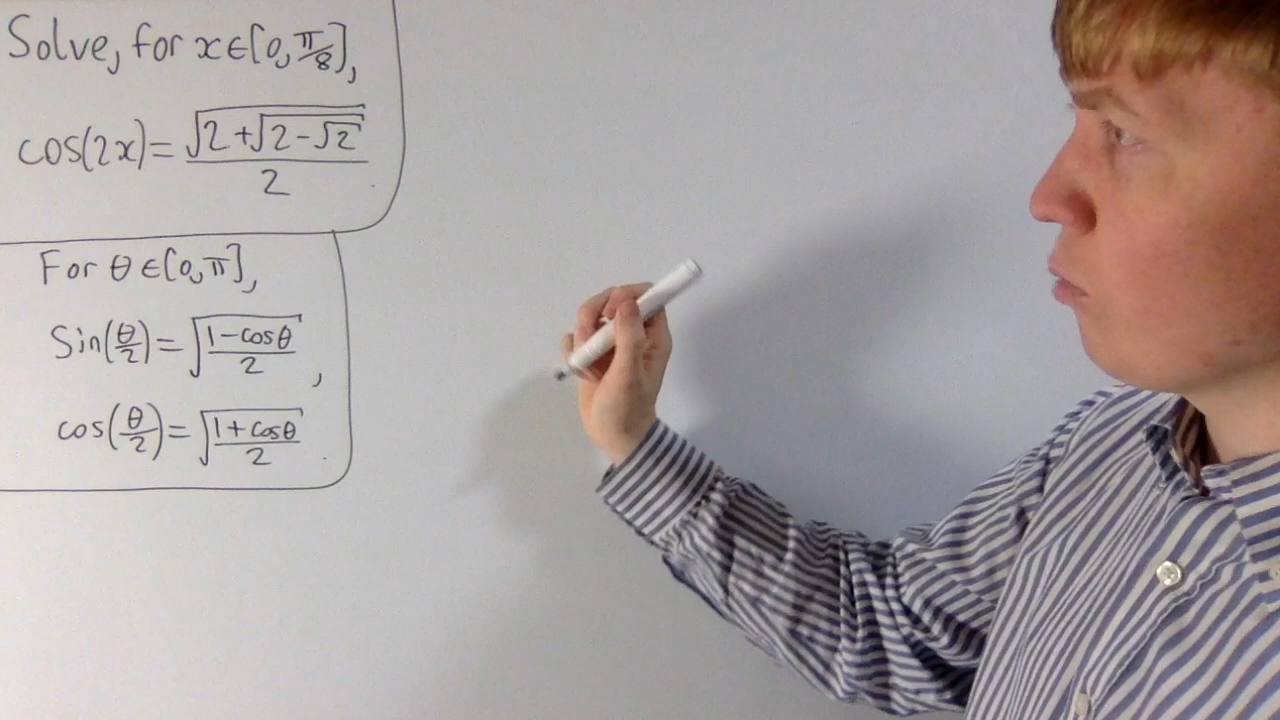 Solve, for x∈[0, π/8],
cos(2x) = √(2+√(2-√2))/2
For θ∈[0, π],
Sin(θ/2) = √((1-cosθ)/2),
cos(θ/2) = √((1+cosθ)/2).